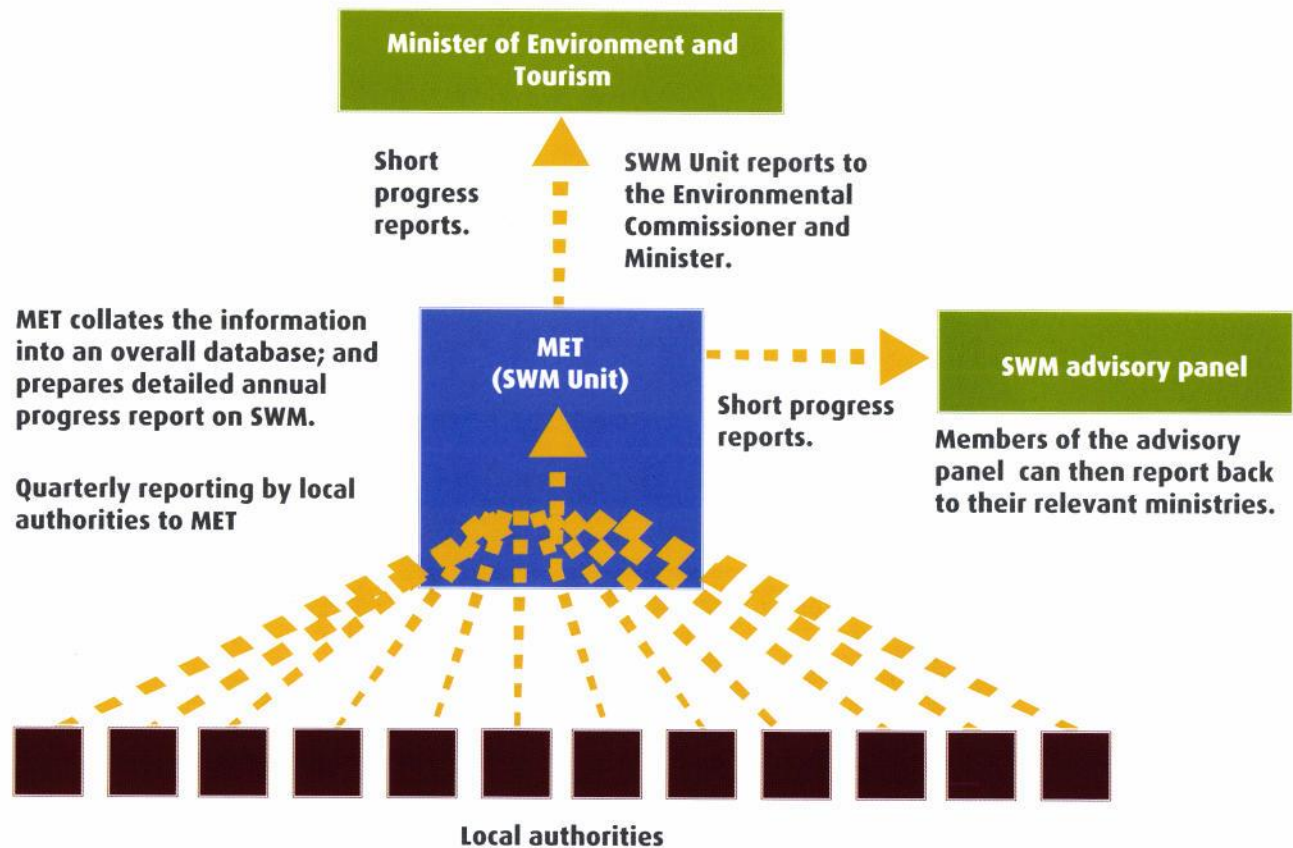 Minister of Environment and
Tourism
Short
progress
reports.
SWM Unit reports to
the Environmental
Commissioner and
Minister.
MET collates the information
into an overall database; and
prepares detailed annual
progress report on SWM.
Quarterly reporting by local
authorities to MET
MET
(SWM Unit)
Short progress
reports.
SWM advisory panel
Members of the advisory
panel can then report back
to their relevant ministries.
Local authorities